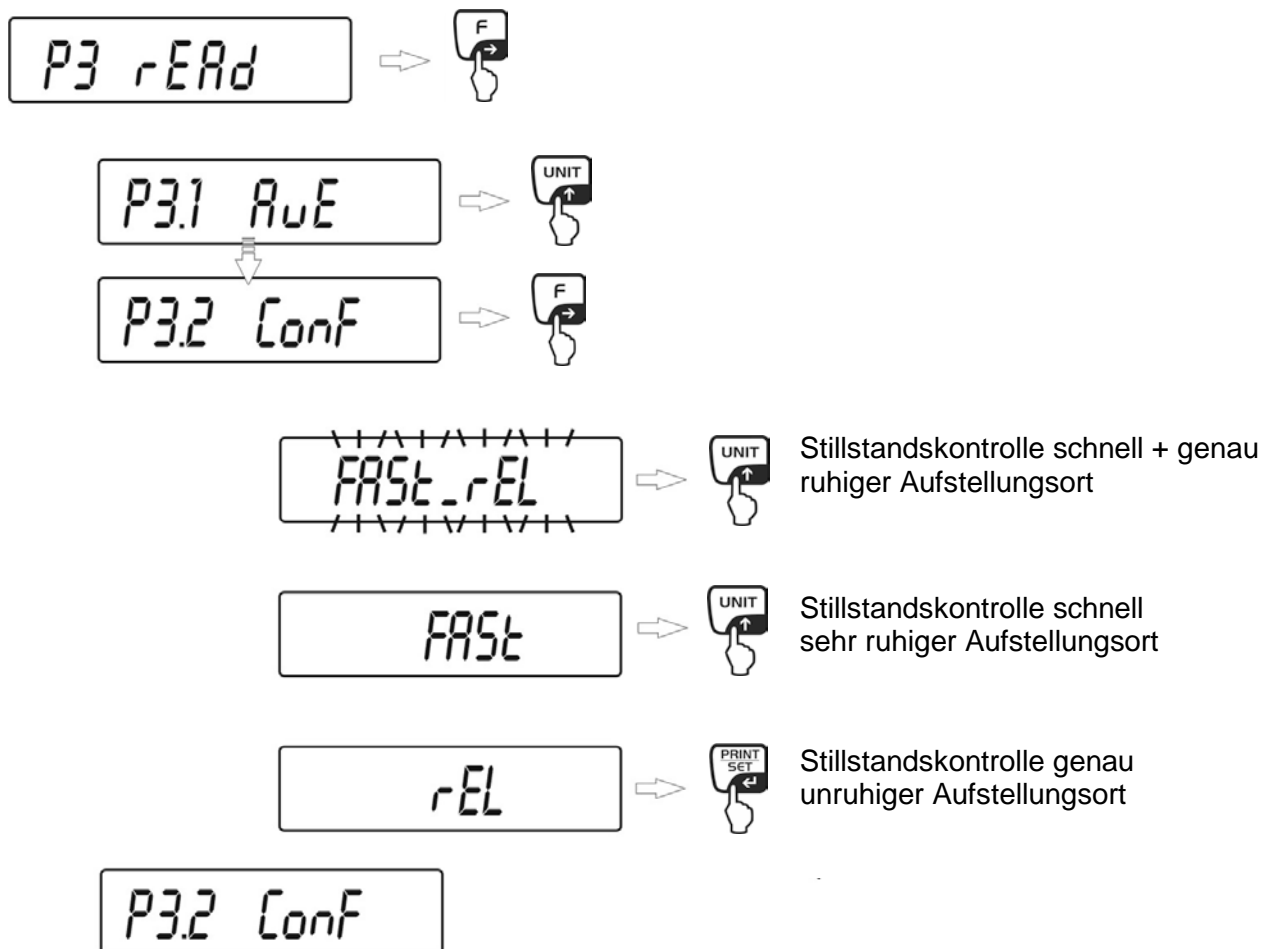 P3 rEAd
F
P3.1 AvE
UNIT
P3.2 ConF
F
FASt_rEL
UNIT
Stillstandskontrolle schnell + genau
ruhiger Aufstellungsort
FASt
UNIT
Stillstandskontrolle schnell
sehr ruhiger Aufstellungsort
rEL
PRINT
SET
Stillstandskontrolle genau
unruhiger Aufstellungsort
P3.2 ConF